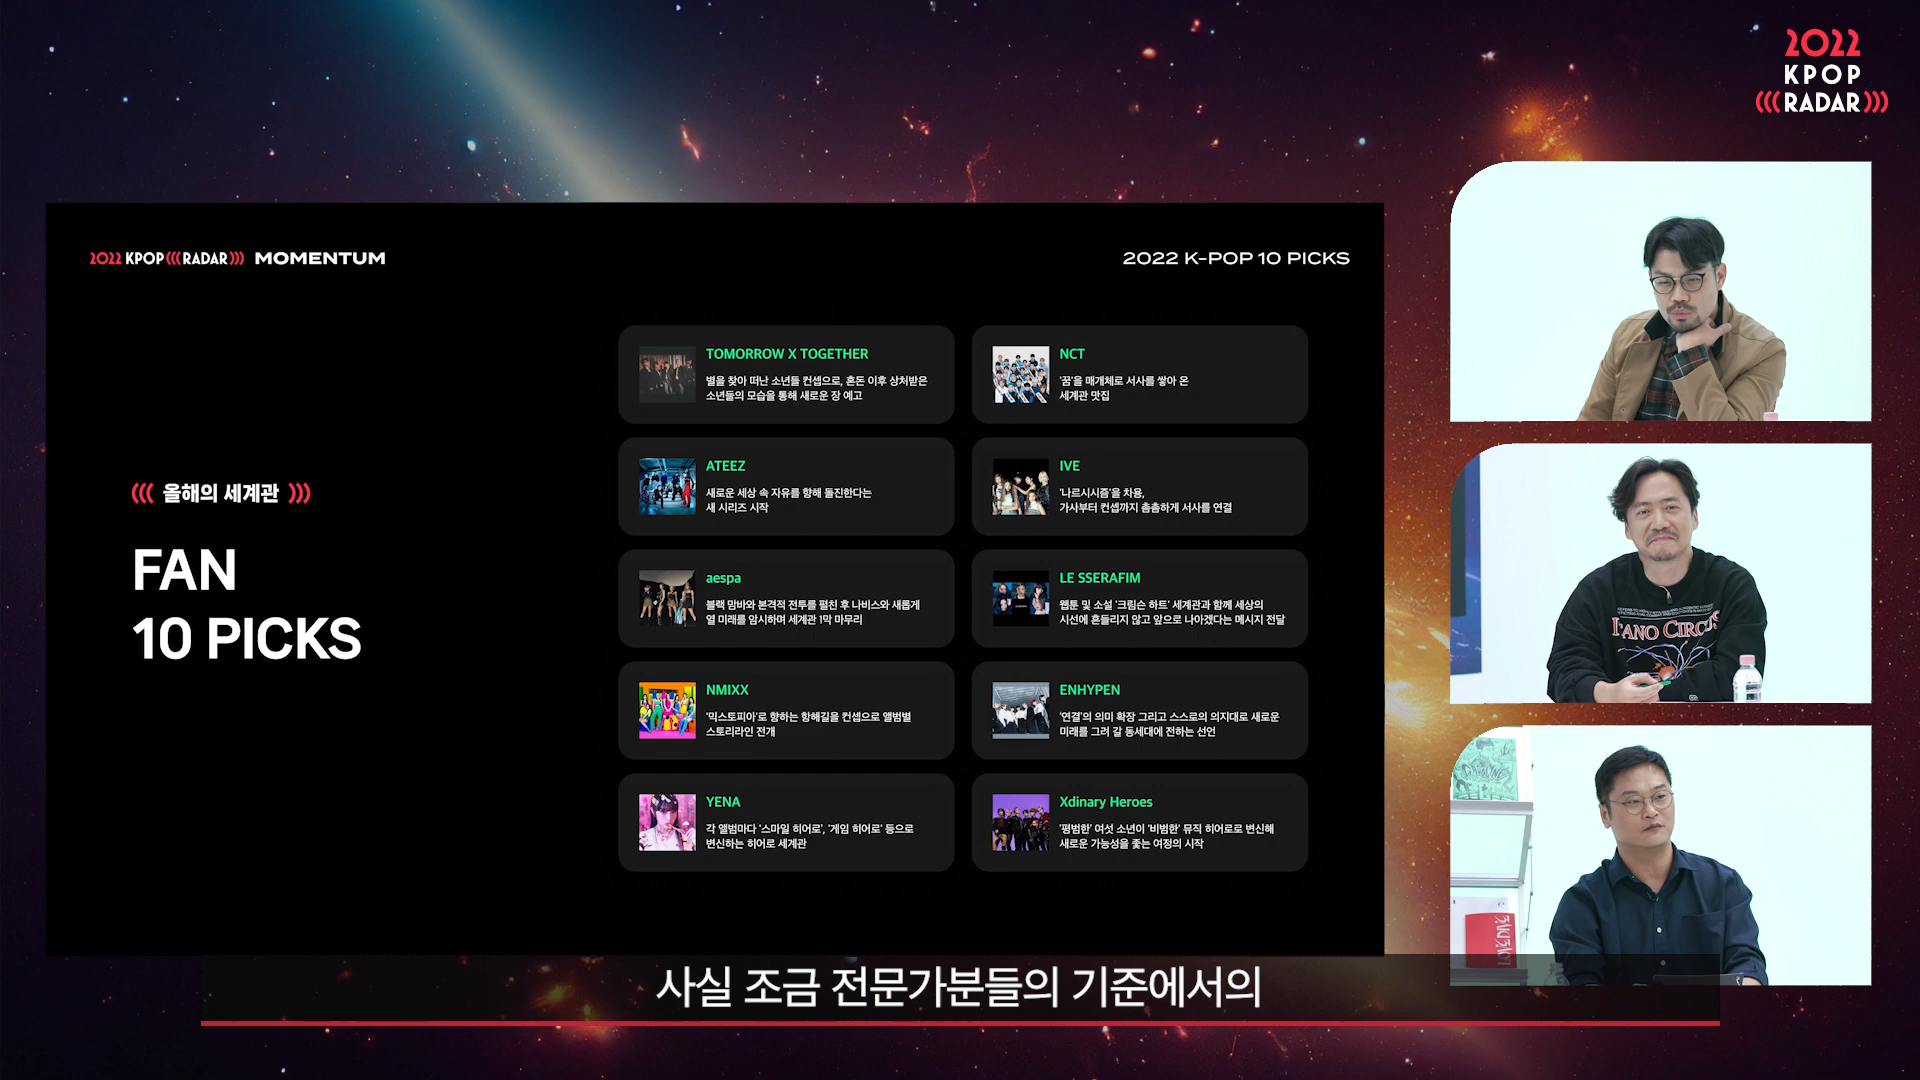 2022
KPOP
RADAR
2022 KPOP RADAR MOMENTUM
2022 K-POP 10 PICKS
올해의 세계관
FAN
10 PICKS
TOMORROW X TOGETHER
별을 찾아 떠난 소년들 컨셉으로, 혼돈 이후 상처받은
소년들의 모습을 통해 새로운 장 예고
NCT
'꿈'을 매개체로 서사를 쌓아 온
세계관 맛집
ATEEZ
새로운 세상 속 자유를 향해 돌진한다는
새 시리즈 시작
IVE
'나르시시즘'을 차용,
가사부터 컨셉까지 촘촘하게 서사를 연결
aespa
블랙 맘바와 본격적 전투를 펼친 후 나비스와 새롭게
열 미래를 암시하며 세계관 1막 마무리
LE SSERAFIM
웹툰 및 소설 '크림슨 하트' 세계관과 함께 세상의
시선에 흔들리지 않고 앞으로 나아가겠다는 메시지 전달
NMIXX
'믹스토피아'로 향하는 항해길을 컨셉으로 앨범별
스토리라인 전개
ENHYPEN
'연결'의 의미 확장 그리고 스스로의 의지대로 새로운
미래를 그려 갈 동세대에 전하는 선언
YENA
각 앨범마다 '스마일 히어로', '게임 히어로' 등으로
변신하는 히어로 세계관
Xdinary Heroes
'평범한' 여섯 소년이 '비범한' 뮤직 히어로로 변신해
새로운 가능성을 좇는 여정의 시작
사실 조금 전문가분들의 기준에서의